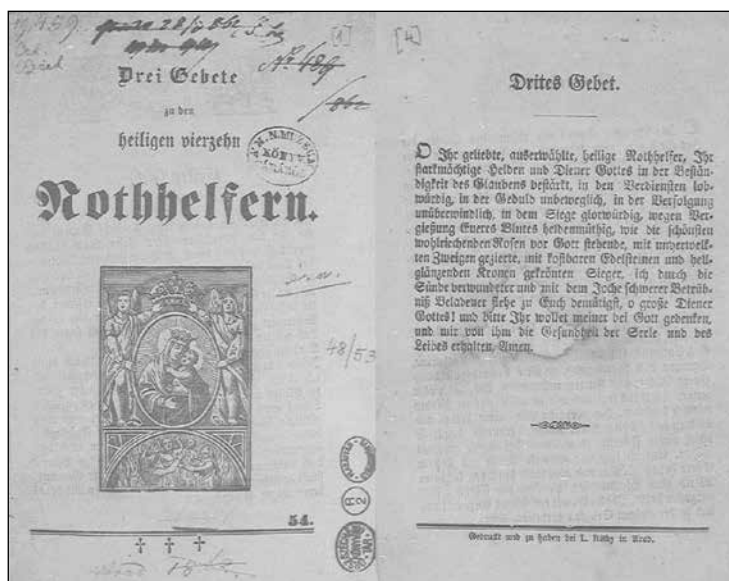 [1]
Drei Gebete
zu den
heiligen vierzehn
Nothhelfern.
48/53
54.
† † †
[4]
Drites Gebet.
O Ihr geliebte, auserwählte, heilige Nothhelfer, Ihr
starkmächtige Helden und Diener Gottes in der Bestän-
digkeit des Glaubens bestärkt, in den Verdiensten lob-
würdig, in der Geduld unbeweglich, in der Verfolgung
unüberwindlich, in dem Siege glorwürdig, wegen Ver-
gießung Eueres Blutes heldenmüthig, wie die schönsten
wohlriechenden Rosen vor Gott stehende, mit unverwelk-
ten Zweigen gezierte, mit kostbaren Edelsteinen und hell-
glänzenden Kronen gekrönten Sieger, ich durch die
Sünde verwundeter und mit dem Joche schwerer Betrüb-
niß Beladener flehe zu Euch demütigst, o große Diener
Gottes! und bitte Ihr wollet meiner bei Gott gedenken,
und mir von ihm die Gesundheit der Seele und des
Leibes erhalten, Amen.
Gedruckt und zu haben bei L. Réthy in Arad.